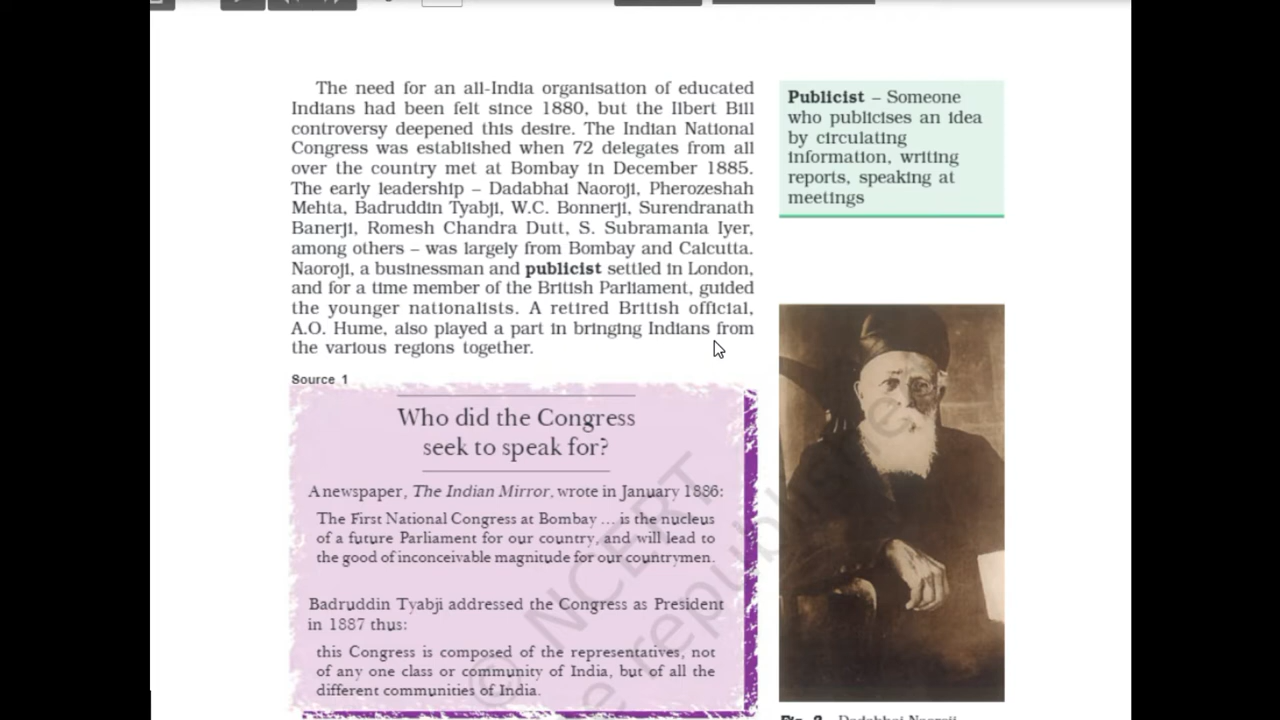 The need for an all-India organisation of educated
Indians had been felt since 1880, but the Ilbert Bill
controversy deepened this desire. The Indian National
Congress was established when 72 delegates from all
over the country met at Bombay in December 1885.
The early leadership – Dadabhai Naoroji, Pherozeshah
Mehta, Badruddin Tyabji, W.C. Bonnerji, Surendranath
Banerji, Romesh Chandra Dutt, S. Subramania Iyer,
among others – was largely from Bombay and Calcutta.
Naoroji, a businessman and publicist settled in London,
and for a time member of the British Parliament, guided
the younger nationalists. A retired British official,
A.O. Hume, also played a part in bringing Indians from
the various regions together.
Publicist – Someone
who publicises an idea
by circulating
information, writing
reports, speaking at
meetings
Source 1
Who did the Congress
seek to speak for?
A newspaper, The Indian Mirror, wrote in January 1886:
The First National Congress at Bombay ... is the nucleus
of a future Parliament for our country, and will lead to
the good of inconceivable magnitude for our countrymen.
Badruddin Tyabji addressed the Congress as President
in 1887 thus:
this Congress is composed of the representatives, not
of any one class or community of India, but of all the
different communities of India.
© NCERT
Dadabhai Naoroji